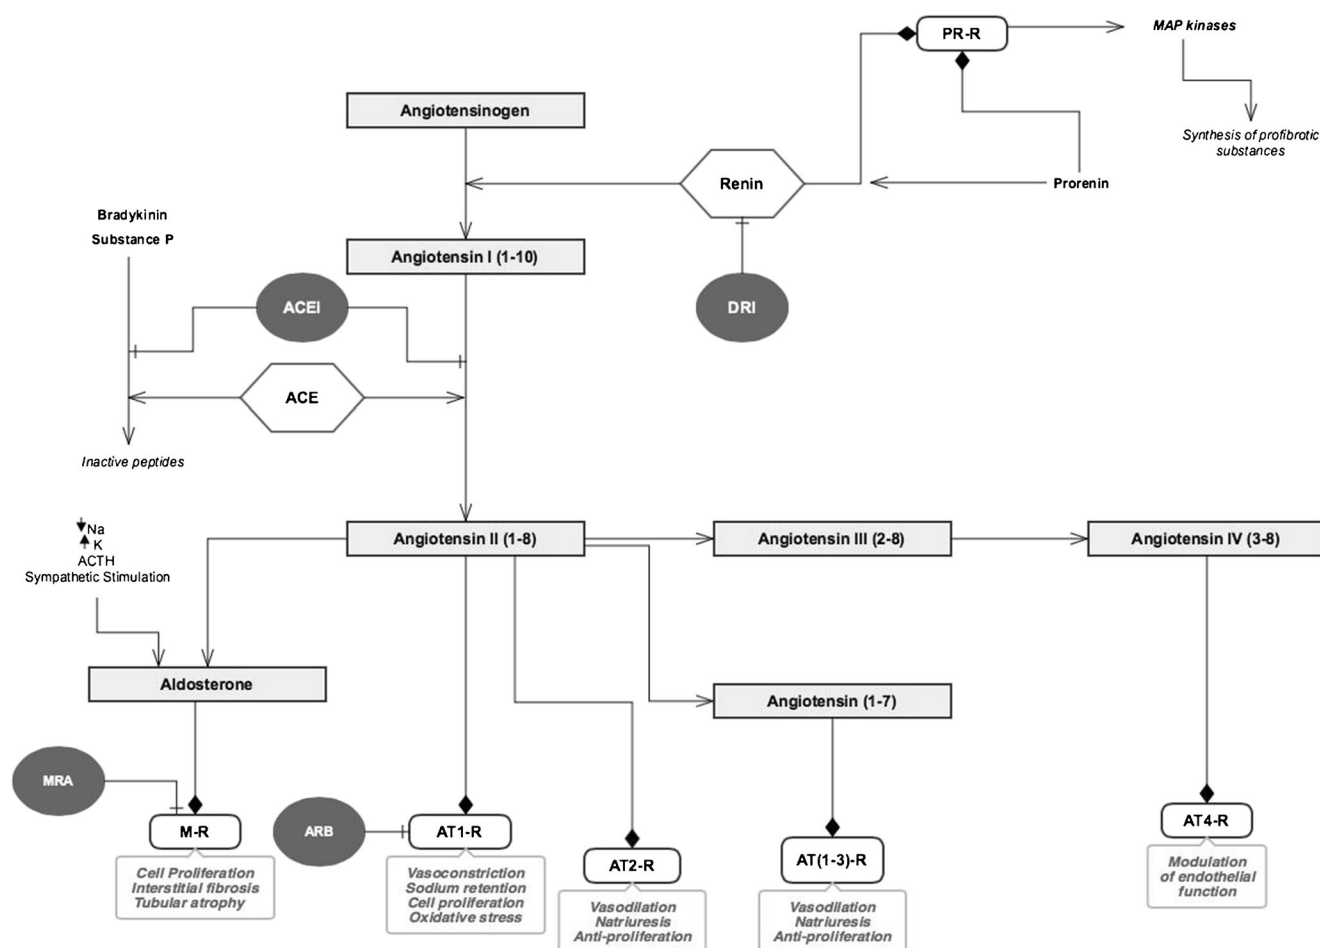 PR-R
MAP kinases
Angiotensinogen
Synthesis of profibrotic
substances
Renin
Prorenin
Bradykinin
Substance P
Angiotensin I (1-10)
ACEi
DRI
ACE
Inactive peptides
Na
K
ACTH
Sympathetic Stimulation
Angiotensin II (1-8)
Angiotensin III (2-8)
Angiotensin IV (3-8)
Aldosterone
Angiotensin (1-7)
MRA
M-R
ARB
AT1-R
AT2-R
AT(1-3)-R
AT4-R
Cell Proliferation
Interstitial fibrosis
Tubular atrophy
Vasoconstriction
Sodium retention
Cell proliferation
Oxidative stress
Vasodilation
Natriuresis
Anti-proliferation
Vasodilation
Natriuresis
Anti-proliferation
Modulation
of endothelial
function